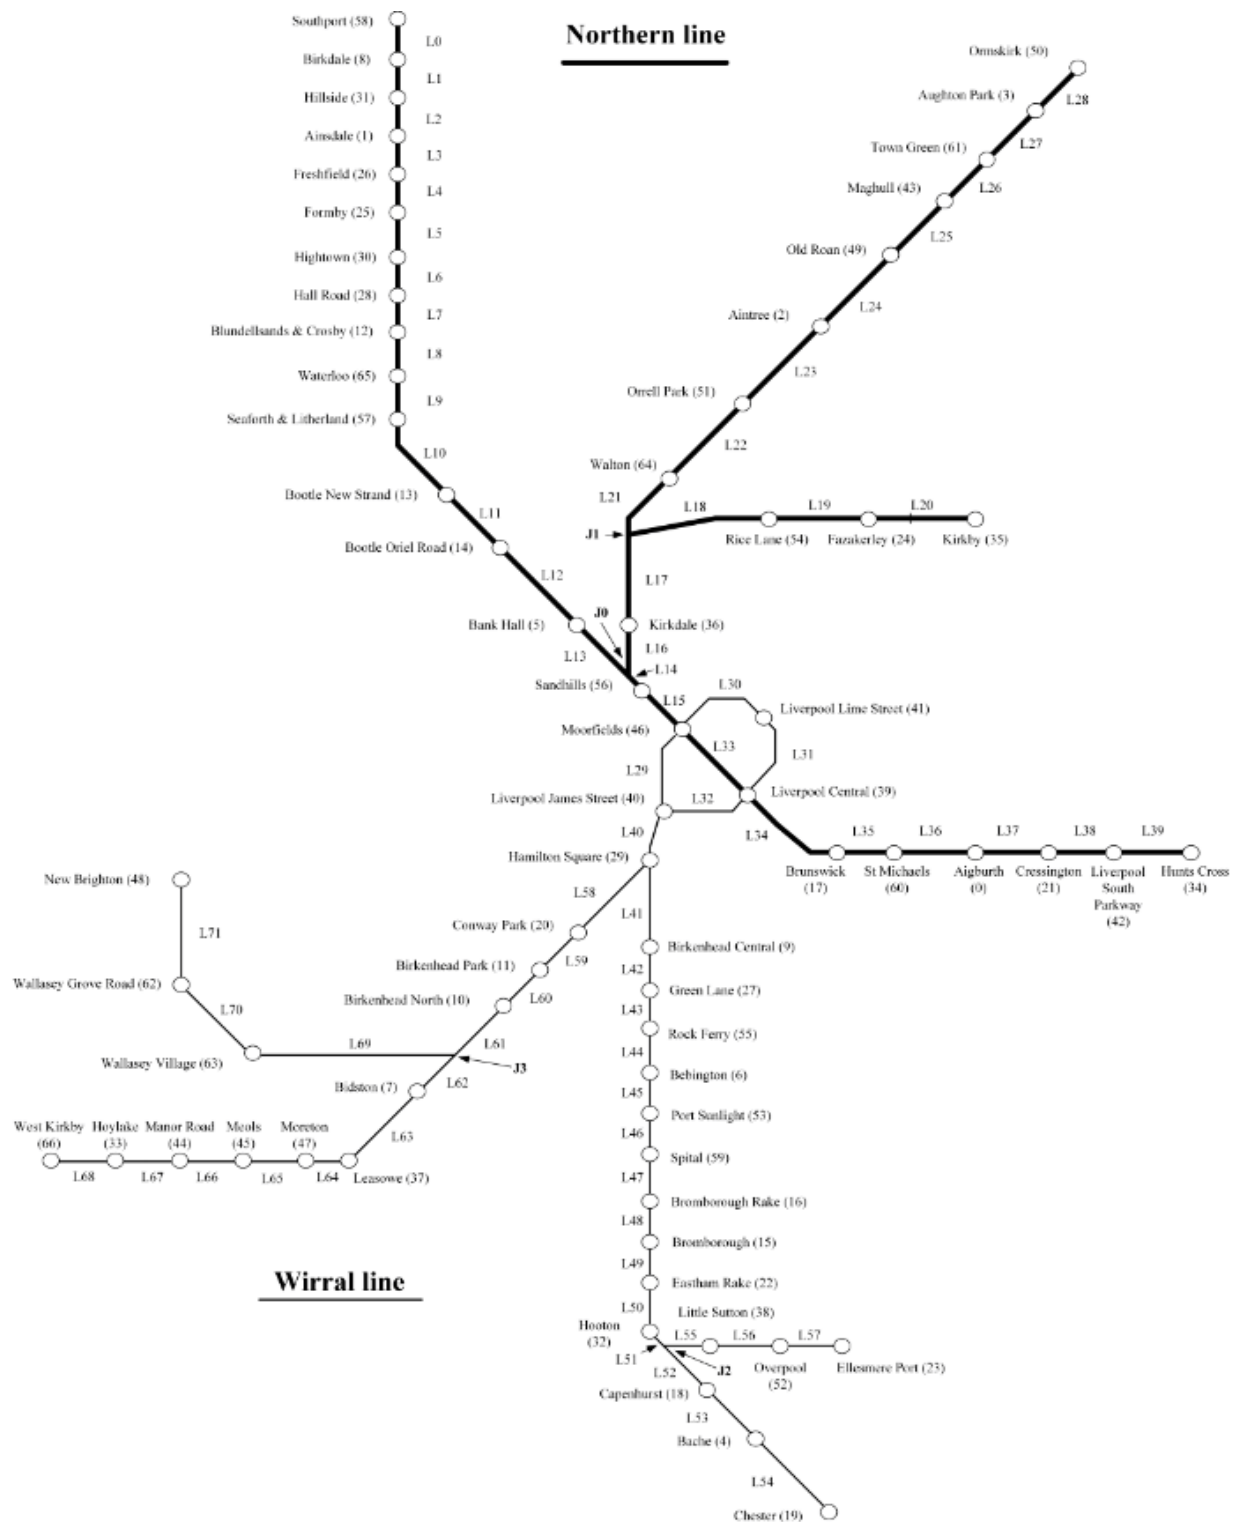 Northern line
Southport (58)
L0
Birkdale (8)
L1
Hillside (31)
L2
Ainsdale (1)
L3
Freshfield (26)
L4
Formby (25)
L5
Hightown (30)
L6
Hall Road (28)
L7
Blundellsands & Crosby (12)
L8
Waterloo (65)
L9
Seaforth & Litherland (57)
L10
Bootle New Strand (13)
L11
Bootle Oriel Road (14)
L12
Bank Hall (5)
L13
Ormskirk (50)
L28
Aughton Park (3)
L27
Town Green (61)
L26
Maghull (43)
L25
Old Roan (49)
L24
Aintree (2)
L23
Orrell Park (51)
L22
Walton (64)
L21
J1
L18
L19
L20
Rice Lane (54)
Fazakerley (24)
Kirkby (35)
L17
J0
Kirkdale (36)
L16
L14
Sandhills (56)
L15
L30
Liverpool Lime Street (41)
Moorfields (46)
L33
L31
L29
Liverpool James Street (40)
L32
Liverpool Central (39)
L40
L34
L35
L36
L37
L38
L39
Brunswick
(17)
St Michaels
(60)
Aigburth
(0)
Cressington
(21)
Liverpool
South
Parkway
(42)
Hunts Cross
(34)
Hamilton Square (29)
L58
L41
Conway Park (20)
L59
Birkenhead Park (11)
L60
Birkenhead North (10)
L61
J3
L62
New Brighton (48)
L71
Wallasey Grove Road (62)
L70
L69
Wallasey Village (63)
Bidston (7)
L63
West Kirkby
(66)
Hoylake
(33)
Manor Road
(44)
Meols
(45)
Moreton
(47)
L68
L67
L66
L65
L64
Leasowe (37)
Birkenhead Central (9)
L42
Green Lane (27)
L43
Rock Ferry (55)
L44
Bebington (6)
L45
Port Sunlight (53)
L46
Spital (59)
L47
Bromborough Rake (16)
L48
Bromborough (15)
L49
Eastham Rake (22)
L50
Wirral line
Little Sutton (38)
Hooton
(32)
L55
L56
L57
L51
L52
J2
Overpool
(52)
Ellesmere Port (23)
Capenhurst (18)
L53
Bache (4)
L54
Chester (19)